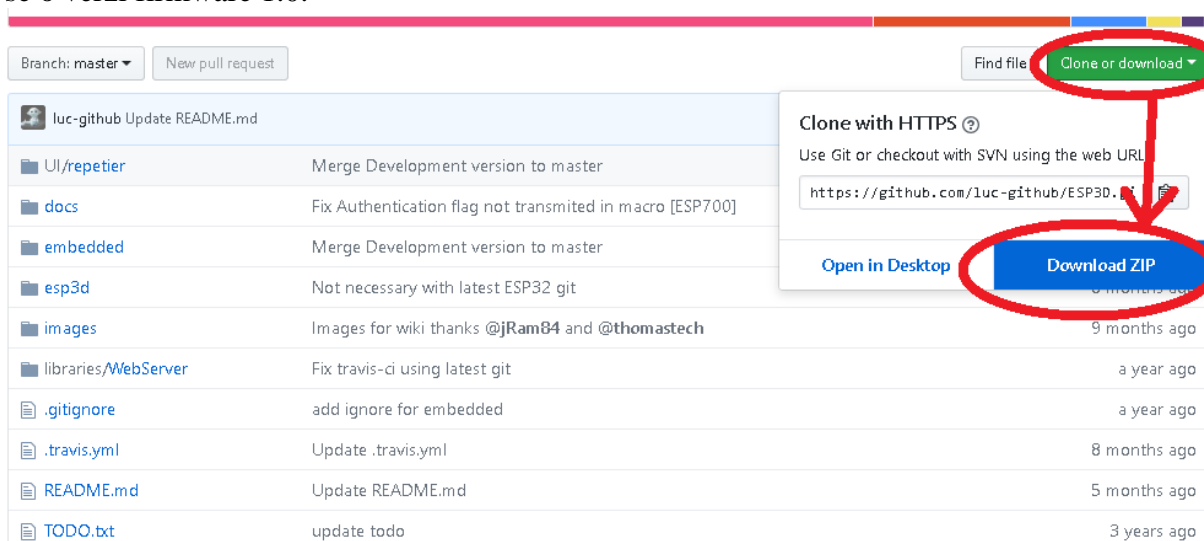 Branch: master New pull request Find file Clone or download
luc-github Update README.md
Clone with HTTPS
Use Git or checkout with SVN using the web URL
https://github.com/luc-github/ESP3D.gi
Open in Desktop Download ZIP
UI/repetier Merge Development version to master
docs Fix Authentication flag not transmited in macro [ESP700]
embedded Merge Development version to master
esp3d Not necessary with latest ESP32 git
images Images for wiki thanks @jRam84 and @thomastech 9 months ago
libraries/WebServer Fix travis-ci using latest git a year ago
.gitignore add ignore for embedded a year ago
.travis.yml Update .travis.yml 8 months ago
README.md Update README.md 5 months ago
TODO.txt update todo 3 years ago